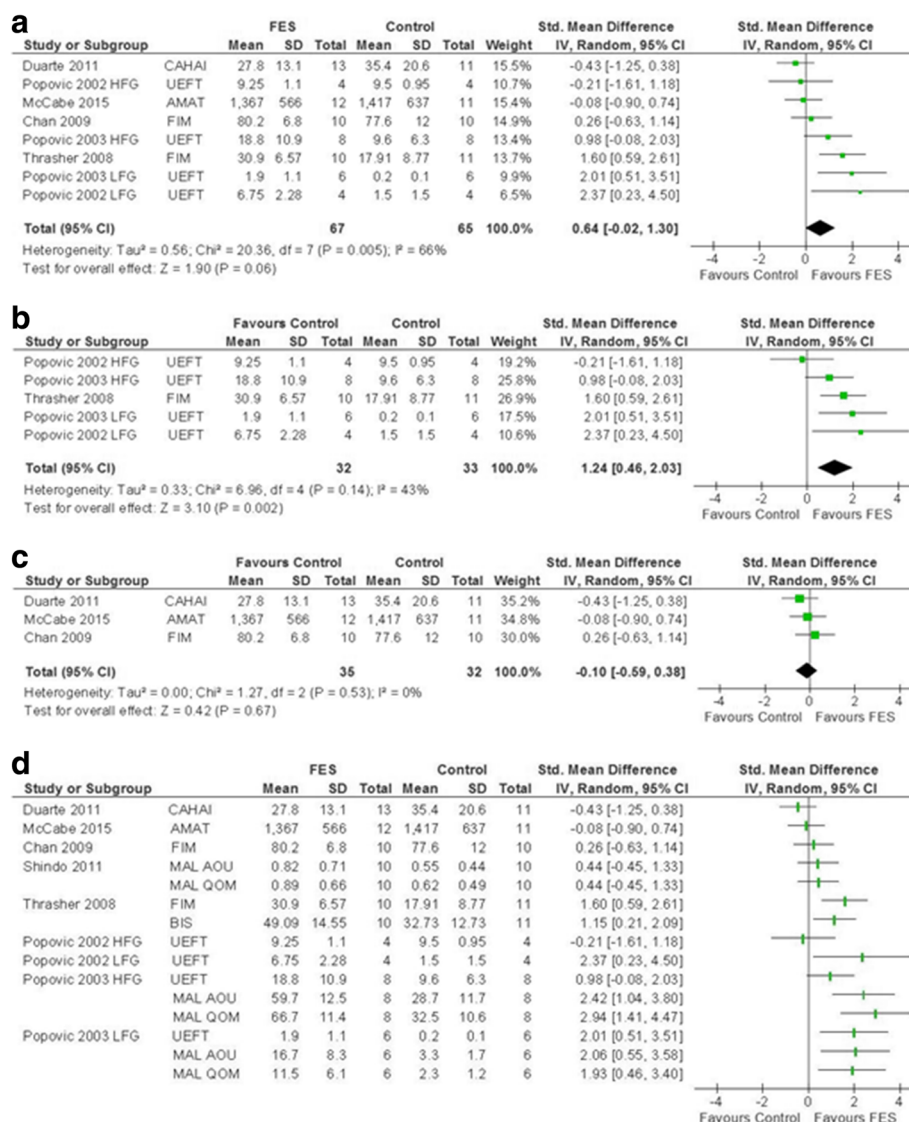 a
FES Control Std. Mean Difference Std. Mean Difference
Study or Subgroup Mean SD Total Mean SD Total Weight IV, Random, 95% CI IV, Random, 95% CI
Duarte 2011 CAHAI 27.8 13.1 13 35.4 20.6 11 15.5% -0.43 [-1.25, 0.38]
Popovic 2002 HFG UEFT 9.25 1.1 4 9.5 0.95 4 10.7% -0.21 [-1.61, 1.18]
McCabe 2015 AMAT 1,367 566 12 1,417 637 11 15.4% -0.08 [-0.90, 0.74]
Chan 2009 FIM 80.2 6.8 10 77.6 12 10 14.9% 0.26 [-0.63, 1.14]
Popovic 2003 HFG UEFT 18.8 10.9 8 9.6 6.3 8 13.4% 0.98 [-0.08, 2.03]
Thrasher 2008 FIM 30.9 6.57 10 17.91 8.77 11 13.7% 1.60 [0.59, 2.61]
Popovic 2003 LFG UEFT 1.9 1.1 6 0.2 0.1 6 9.9% 2.01 [0.51, 3.51]
Popovic 2002 LFG UEFT 6.75 2.28 4 1.5 1.5 4 6.5% 2.37 [0.23, 4.50]
Total (95% CI) 67 65 100.0% 0.64 [-0.02, 1.30]
Heterogeneity: Tau² = 0.56; Chi² = 20.36, df = 7 (P = 0.005); I² = 66%
Test for overall effect: Z = 1.90 (P = 0.06)
-4 -2 0 2 4
Favours Control Favours FES
b
Favours Control Control Std. Mean Difference Std. Mean Difference
Study or Subgroup Mean SD Total Mean SD Total Weight IV, Random, 95% CI IV, Random, 95% CI
Popovic 2002 HFG UEFT 9.25 1.1 4 9.5 0.95 4 19.2% -0.21 [-1.61, 1.18]
Popovic 2003 HFG UEFT 18.8 10.9 8 9.6 6.3 8 25.8% 0.98 [-0.08, 2.03]
Thrasher 2008 FIM 30.9 6.57 10 17.91 8.77 11 26.9% 1.60 [0.59, 2.61]
Popovic 2003 LFG UEFT 1.9 1.1 6 0.2 0.1 6 17.5% 2.01 [0.51, 3.51]
Popovic 2002 LFG UEFT 6.75 2.28 4 1.5 1.5 4 10.6% 2.37 [0.23, 4.50]
Total (95% CI) 32 33 100.0% 1.24 [0.46, 2.03]
Heterogeneity: Tau² = 0.33; Chi² = 6.96, df = 4 (P = 0.14); I² = 43%
Test for overall effect: Z = 3.10 (P = 0.002)
-4 -2 0 2 4
Favours Control Favours FES
c
Favours Control Control Std. Mean Difference Std. Mean Difference
Study or Subgroup Mean SD Total Mean SD Total Weight IV, Random, 95% CI IV, Random, 95% CI
Duarte 2011 CAHAI 27.8 13.1 13 35.4 20.6 11 35.2% -0.43 [-1.25, 0.38]
McCabe 2015 AMAT 1,367 566 12 1,417 637 11 34.8% -0.08 [-0.90, 0.74]
Chan 2009 FIM 80.2 6.8 10 77.6 12 10 30.0% 0.26 [-0.63, 1.14]
Total (95% CI) 35 32 100.0% -0.10 [-0.59, 0.38]
Heterogeneity: Tau² = 0.00; Chi² = 1.27, df = 2 (P = 0.53); I² = 0%
Test for overall effect: Z = 0.42 (P = 0.67)
-4 -2 0 2 4
Favours Control Favours FES
d
FES Control Std. Mean Difference Std. Mean Difference
Study or Subgroup Mean SD Total Mean SD Total IV, Random, 95% CI IV, Random, 95% CI
Duarte 2011 CAHAI 27.8 13.1 13 35.4 20.6 11 -0.43 [-1.25, 0.38]
McCabe 2015 AMAT 1,367 566 12 1,417 637 11 -0.08 [-0.90, 0.74]
Chan 2009 FIM 80.2 6.8 10 77.6 12 10 0.26 [-0.63, 1.14]
Shindo 2011 MAL AOU 0.82 0.71 10 0.55 0.44 10 0.44 [-0.45, 1.33]
MAL QOM 0.89 0.66 10 0.62 0.49 10 0.44 [-0.45, 1.33]
Thrasher 2008 FIM 30.9 6.57 10 17.91 8.77 11 1.60 [0.59, 2.61]
BIS 49.09 14.55 10 32.73 12.73 11 1.15 [0.21, 2.09]
Popovic 2002 HFG UEFT 9.25 1.1 4 9.5 0.95 4 -0.21 [-1.61, 1.18]
Popovic 2002 LFG UEFT 6.75 2.28 4 1.5 1.5 4 2.37 [0.23, 4.50]
Popovic 2003 HFG UEFT 18.8 10.9 8 9.6 6.3 8 0.98 [-0.08, 2.03]
MAL AOU 59.7 12.5 8 28.7 11.7 8 2.42 [1.04, 3.80]
MAL QOM 66.7 11.4 8 32.5 10.6 8 2.94 [1.41, 4.47]
Popovic 2003 LFG UEFT 1.9 1.1 6 0.2 0.1 6 2.01 [0.51, 3.51]
MAL AOU 16.7 8.3 6 3.3 1.7 6 2.06 [0.55, 3.58]
MAL QOM 11.5 6.1 6 2.3 1.2 6 1.93 [0.46, 3.40]
-4 -2 0 2 4
Favours Control Favours FES